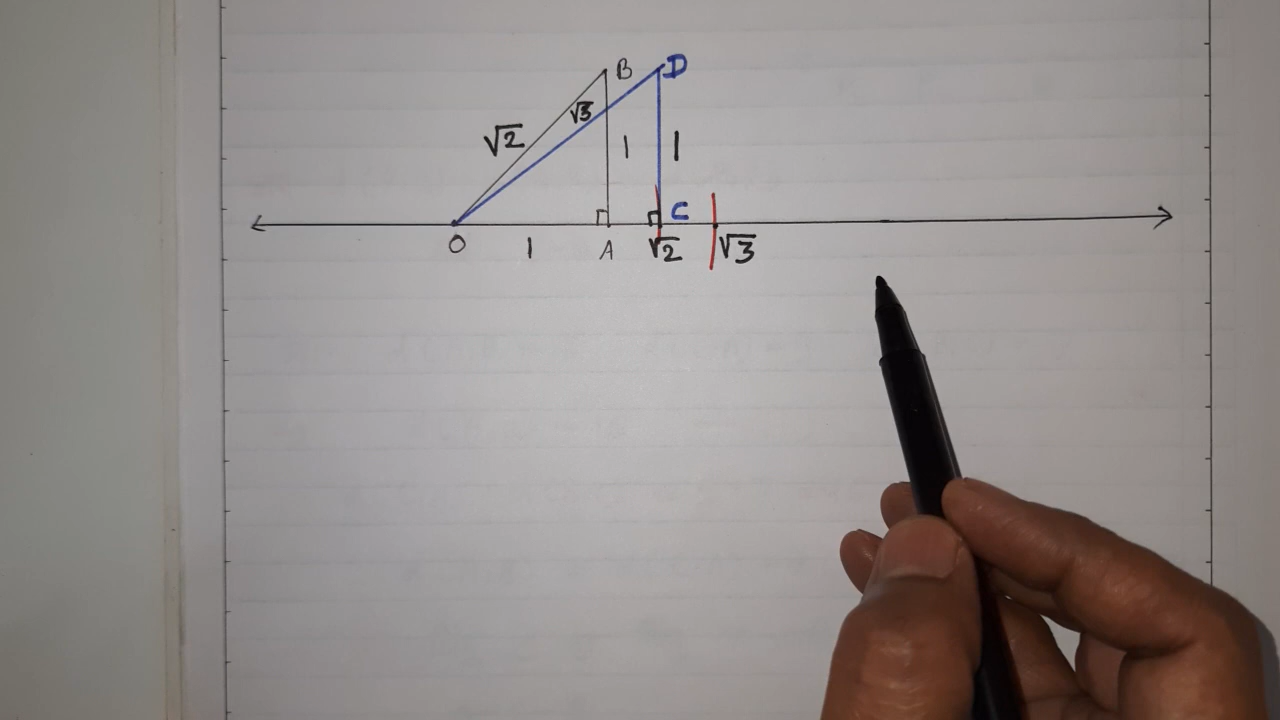 B D
√3
√2 1 1
C
O 1 A √2 √3